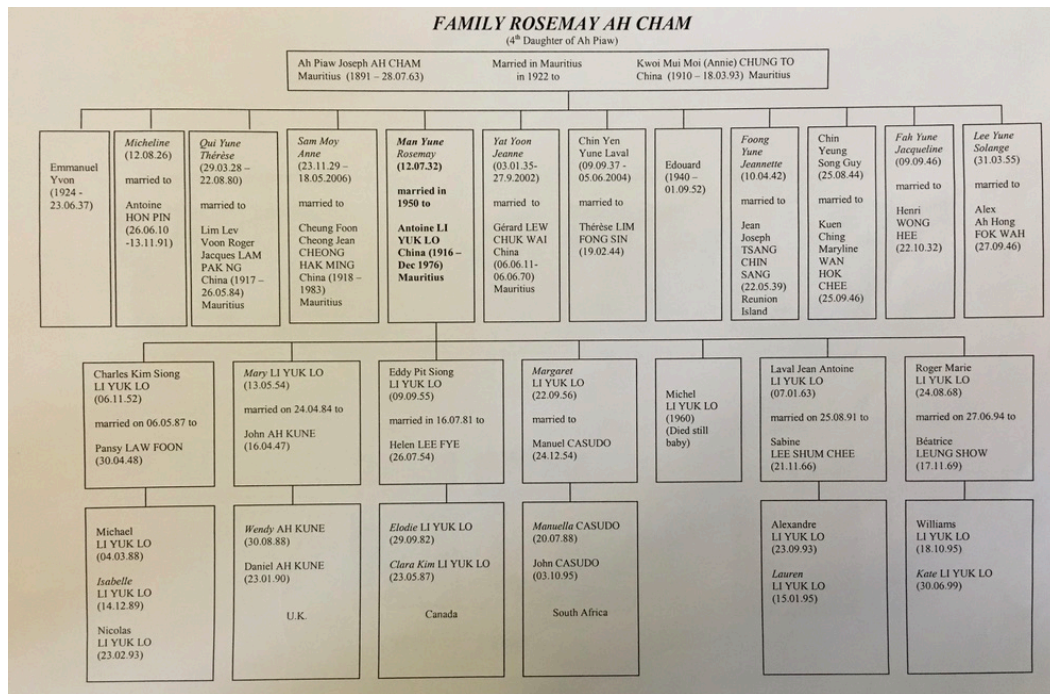 FAMILY ROSEMAY AH CHAM
(4th Daughter of Ah Piaw)
Ah Piaw Joseph AH CHAM
Mauritius (1891 – 28.07.63)
Married in Mauritius
in 1922 to
Kwoi Mui Moi (Annie) CHUNG TO
China (1910 – 18.03.93) Mauritius
Emmanuel
Yvon
(1924 -
23.06.37)
Micheline
(12.08.26)
married to
Antoine
HON PIN
(26.06.10
-13.11.91)
Qui Yune
Thérèse
(29.03.28 –
22.08.80)
married to
Lim Lev
Voon Roger
Jacques LAM
PAK NG
China (1917 –
26.05.84)
Mauritius
Sam Moy
Anne
(23.11.29 –
18.05.2006)
married to
Cheung Foon
Cheong Jean
CHEONG
HAK MING
China (1918 –
1983)
Mauritius
Man Yune
Rosemay
(12.07.32)
married in
1950 to
Antoine LI
YUK LO
China (1916 –
Dec 1976)
Mauritius
Yat Yoon
Jeanne
(03.01.35-
27.9.2002)
married to
Gérard LEW
CHUK WAI
China
(06.06.11-
06.06.70)
Mauritius
Chin Yen
Yune Laval
(09.09.37 -
05.06.2004)
married to
Thérèse LIM
FONG SIN
(19.02.44)
Edouard
(1940 –
01.09.52)
Foong
Yune
Jeannette
(10.04.42)
married to
Jean
Joseph
TSANG
CHIN
SANG
(22.05.39)
Reunion
Island
Chin
Yeung
Song Guy
(25.08.44)
married to
Kuen
Ching
Maryline
WAN
HOK
CHEE
(25.09.46)
Fah Yune
Jacqueline
(09.09.46)
married to
Henri
WONG
HEE
(22.10.32)
Lee Yune
Solange
(31.03.55)
married to
Alex
Ah Hong
FOK WAH
(27.09.46)
Charles Kim Siong
LI YUK LO
(06.11.52)
married on 06.05.87 to
Pansy LAW FOON
(30.04.48)
Mary LI YUK LO
(13.05.54)
married on 24.04.84 to
John AH KUNE
(16.04.47)
Eddy Pit Siong
LI YUK LO
(09.09.55)
married in 16.07.81 to
Helen LEE FYE
(26.07.54)
Margaret
LI YUK LO
(22.09.56)
married to
Manuel CASUDO
(24.12.54)
Michel
LI YUK LO
(1960)
(Died still
baby)
Laval Jean Antoine
LI YUK LO
(07.01.63)
married on 25.08.91 to
Sabine
LEE SHUM CHEE
(21.11.66)
Roger Marie
LI YUK LO
(24.08.68)
married on 27.06.94 to
Béatrice
LEUNG SHOW
(17.11.69)
Michael
LI YUK LO
(04.03.88)
Isabelle
LI YUK LO
(14.12.89)
Nicolas
LI YUK LO
(23.02.93)
Wendy AH KUNE
(30.08.88)
Daniel AH KUNE
(23.01.90)
U.K.
Elodie LI YUK LO
(29.09.82)
Clara Kim LI YUK LO
(23.05.87)
Canada
Manuella CASUDO
(20.07.88)
John CASUDO
(03.10.95)
South Africa
Alexandre
LI YUK LO
(23.09.93)
Lauren
LI YUK LO
(15.01.95)
Williams
LI YUK LO
(18.10.95)
Kate LI YUK LO
(30.06.99)